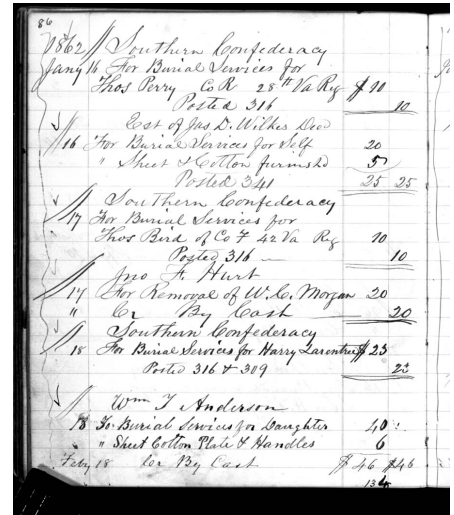 86
1862 // Southern Confederacy
Jany 16 For Burial Services for
Thos Perry Co R 28th Va Reg $ 10
Posted 316 10
Est of Jas D. Wilkes Decd
16 For Burial Services for Self 20
" Sheet & Cotton furnishd 5
Posted 341 25 25
Southern Confederacy
17 For Burial Services for
Thos Bird of Co F 42 Va Reg 10
Posted 316 — 10
Jno F. Hurt
17 For Removal of W. C. Morgan 20
" Cr By Cash 20
Southern Confederacy
18 For Burial Services for Harry $ 23
Posted 316 & 309 23
Wm T Anderson
18 To Burial Services for Daughter 40
" Sheet Cotton Plate & Handles 6
Feby 18 Cr By Cash $ 46 $46